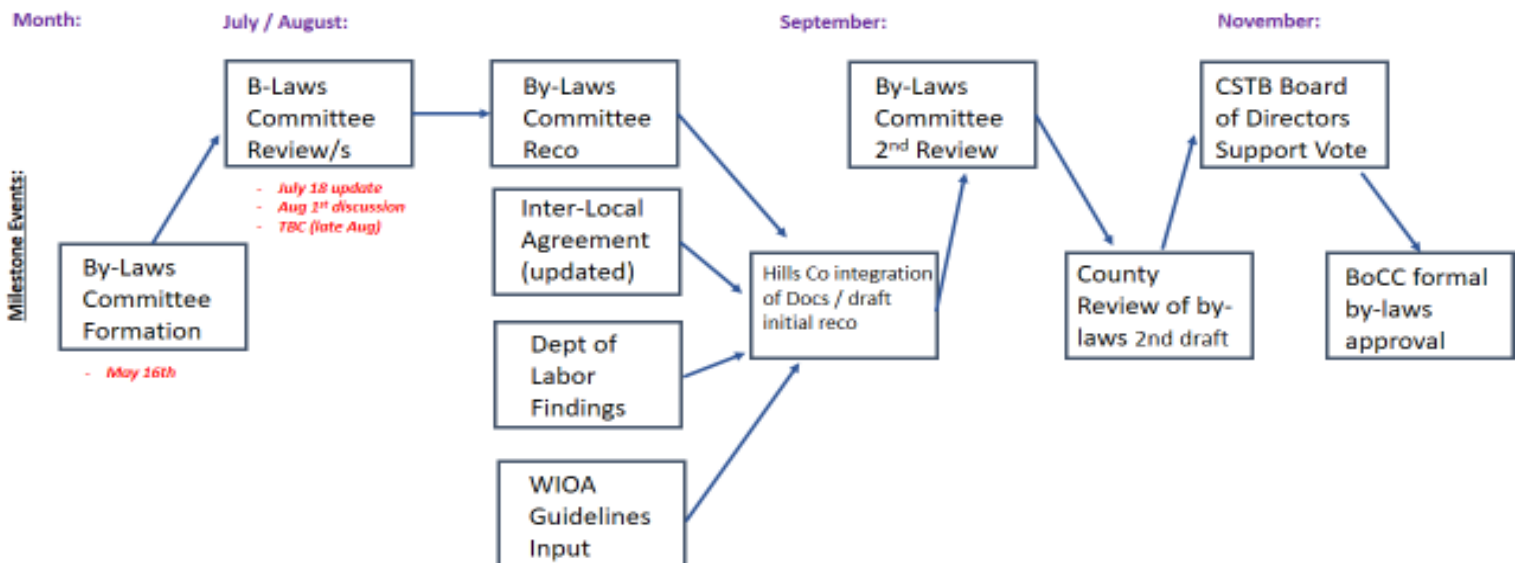 Month:
July / August:
September:
November:
Milestone Events:
By-Laws
Committee
Formation
- May 16th
B-Laws
Committee
Review/s
- July 18 update
- Aug 1st discussion
- TBC (late Aug)
By-Laws
Committee
Reco
Inter-Local
Agreement
(updated)
Dept of
Labor
Findings
WIOA
Guidelines
Input
Hills Co integration
of Docs / draft
initial reco
By-Laws
Committee
2nd Review
County
Review of by-
laws 2nd draft
CSTB Board
of Directors
Support Vote
BoCC formal
by-laws
approval